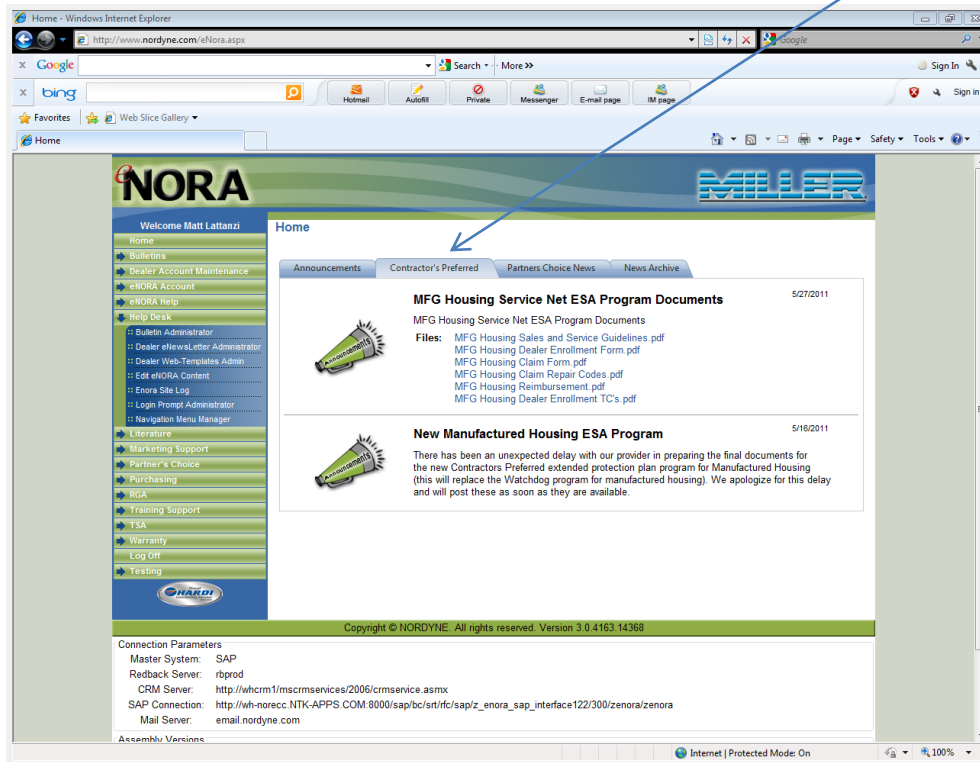 Home - Windows Internet Explorer
http://www.nordyne.com/eNora.aspx
Google
x Google Search More >> Sign In
x bing Hotmail Autofill Private Messenger E-mail page IM page Sign in
Favorites Web Slice Gallery
Home Page Safety Tools
eNORA MILLER
Welcome Matt Lattanzi
Home
Bulletins
Dealer Account Maintenance
eNORA Account
eNORA Help
Help Desk
:: Bulletin Administrator
:: Dealer eNewsLetter Administrator
:: Dealer Web-Templates Admin
:: Edit eNORA Content
:: Enora Site Log
:: Login Prompt Administrator
:: Navigation Menu Manager
Literature
Marketing Support
Partner's Choice
Purchasing
RGA
Training Support
TSA
Warranty
Log Off
Testing
HARDI
Home
Announcements Contractor's Preferred Partners Choice News News Archive
MFG Housing Service Net ESA Program Documents 5/27/2011
Announcements
MFG Housing Service Net ESA Program Documents
Files: MFG Housing Sales and Service Guidelines.pdf
MFG Housing Dealer Enrollment Form.pdf
MFG Housing Claim Form.pdf
MFG Housing Claim Repair Codes.pdf
MFG Housing Reimbursement.pdf
MFG Housing Dealer Enrollment TC's.pdf
New Manufactured Housing ESA Program 5/16/2011
Announcements
There has been an unexpected delay with our provider in preparing the final documents for
the new Contractors Preferred extended protection plan program for Manufactured Housing
(this will replace the Watchdog program for manufactured housing). We apologize for this delay
and will post these as soon as they are available.
Copyright © NORDYNE. All rights reserved. Version 3.0.4163.14368
Connection Parameters
Master System: SAP
Redback Server: rbprod
CRM Server: http://whcrm1/mscrmservices/2006/crmservice.asmx
SAP Connection: http://wh-norecc.NTK-APPS.COM:8000/sap/bc/srt/rfc/sap/z_enora_sap_interface122/300/zenora/zenora
Mail Server: email.nordyne.com
Assembly Versions
Internet | Protected Mode: On 100%